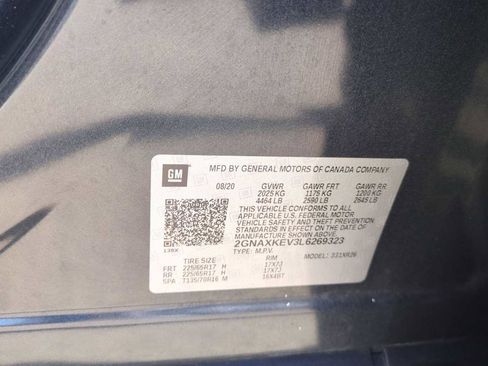 GM
MFD BY GENERAL MOTORS OF CANADA COMPANY
08/20 GVWR GAWR FRT GAWR RR
2025 KG 1175 KG 1200 KG
4464 LB 2590 LB 2645 LB
THIS VEHICLE CONFORMS TO ALL
APPLICABLE U.S. FEDERAL MOTOR
VEHICLE SAFETY AND THEFT PREVENTION
STANDARDS IN EFFECT ON THE DATE OF
MANUFACTURE SHOWN ABOVE.
2GNAXKEV3L6269323
TYPE: M.P.V. MODEL: 331XR26
TIRE SIZE RIM
FRT 225/65R17 H 17X7J
RR 225/65R17 H 17X7J
SPA T135/70R16 M 16X4BT